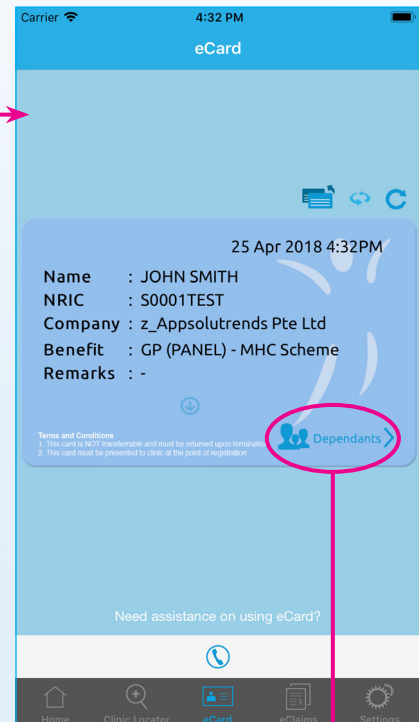 Carrier 4:32 PM
eCard
25 Apr 2018 4:32PM
Name : JOHN SMITH
NRIC : S0001TEST
Company : z_Appsolutrends Pte Ltd
Benefit : GP (PANEL) - MHC Scheme
Remarks : -
Terms and Conditions
1. This card is NOT transferrable and must be returned upon
2. This card must be presented to clinic at the point of registration
Dependants
Need assistance on using eCard?
Home Clinic Locator eCard eClaims Settings